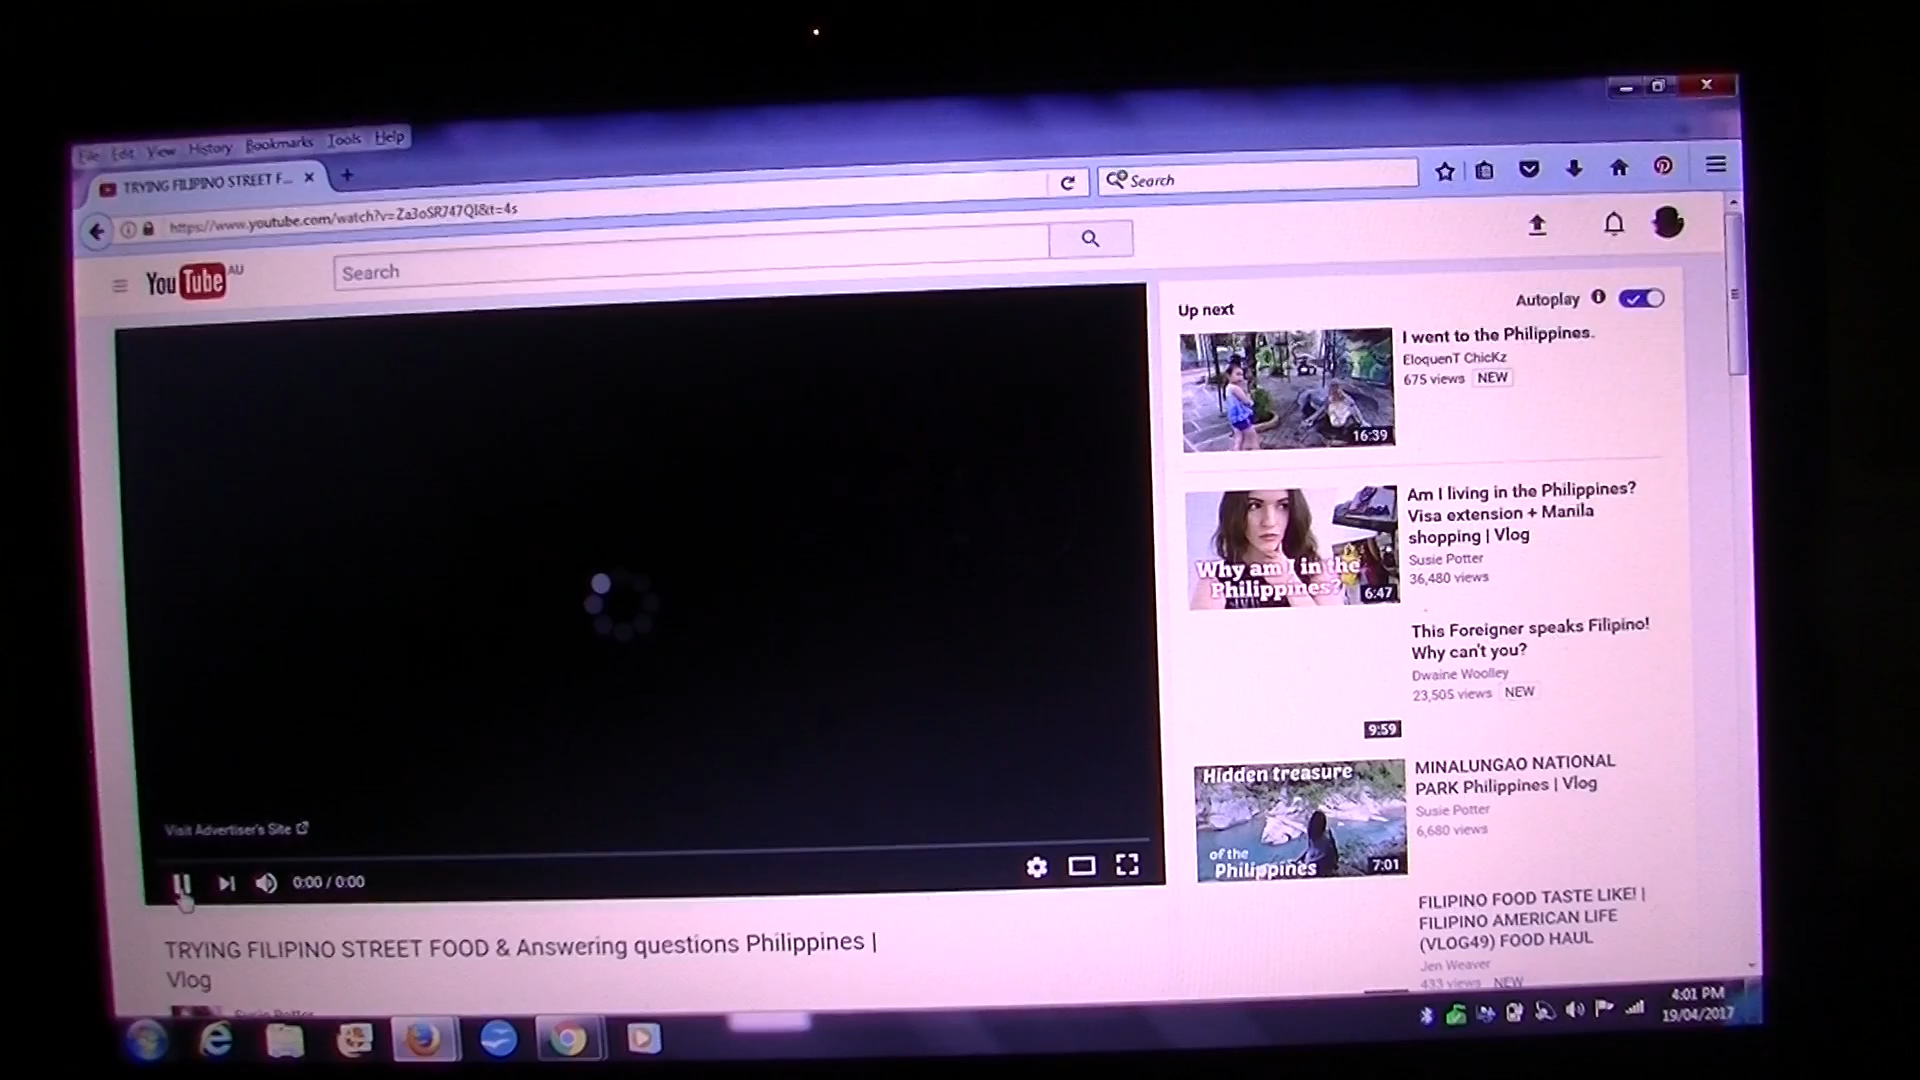 File Edit View History Bookmarks Tools Help
TRYING FILIPINO STREET F...
https://www.youtube.com/watch?v=Za3oSR747QI&t=4s
Search
YouTube AU
Search
Up next
Autoplay
I went to the Philippines.
EloquenT ChicKz
675 views NEW
16:39
Am I living in the Philippines?
Visa extension + Manila
shopping | Vlog
Susie Potter
36,480 views
Why am I in the
Philippines?
6:47
This Foreigner speaks Filipino!
Why can't you?
Dwaine Woolley
23,505 views NEW
9:59
MINALUNGAO NATIONAL
PARK Philippines | Vlog
Susie Potter
6,680 views
Hidden treasure
of the
Philippines
7:01
FILIPINO FOOD TASTE LIKE! |
FILIPINO AMERICAN LIFE
(VLOG49) FOOD HAUL
Jen Weaver
433 views NEW
Visit Advertiser's Site
0:00 / 0:00
TRYING FILIPINO STREET FOOD & Answering questions Philippines |
Vlog
Susie Potter
4:01 PM
19/04/2017